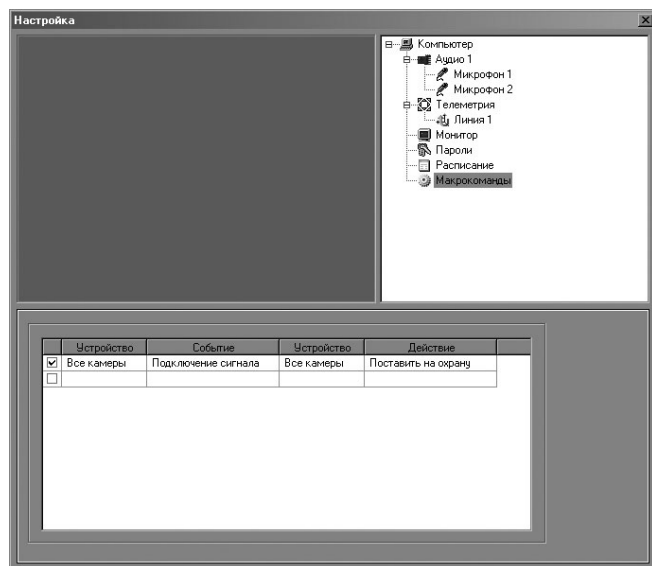 Настройка
Компьютер
Аудио 1
Микрофон 1
Микрофон 2
Телеметрия
Линия 1
Монитор
Пароли
Расписание
Макрокоманды
Устройство Событие Устройство Действие
Все камеры Подключение сигнала Все камеры Поставить на охрану